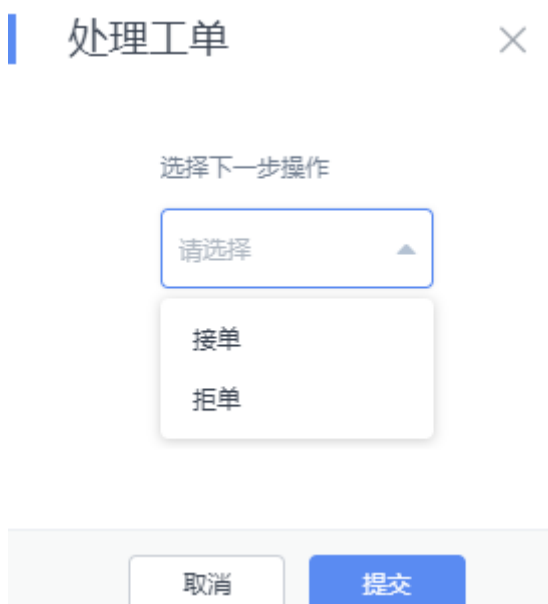 处理工单
选择下一步操作
请选择
接单
拒单
取消
提交